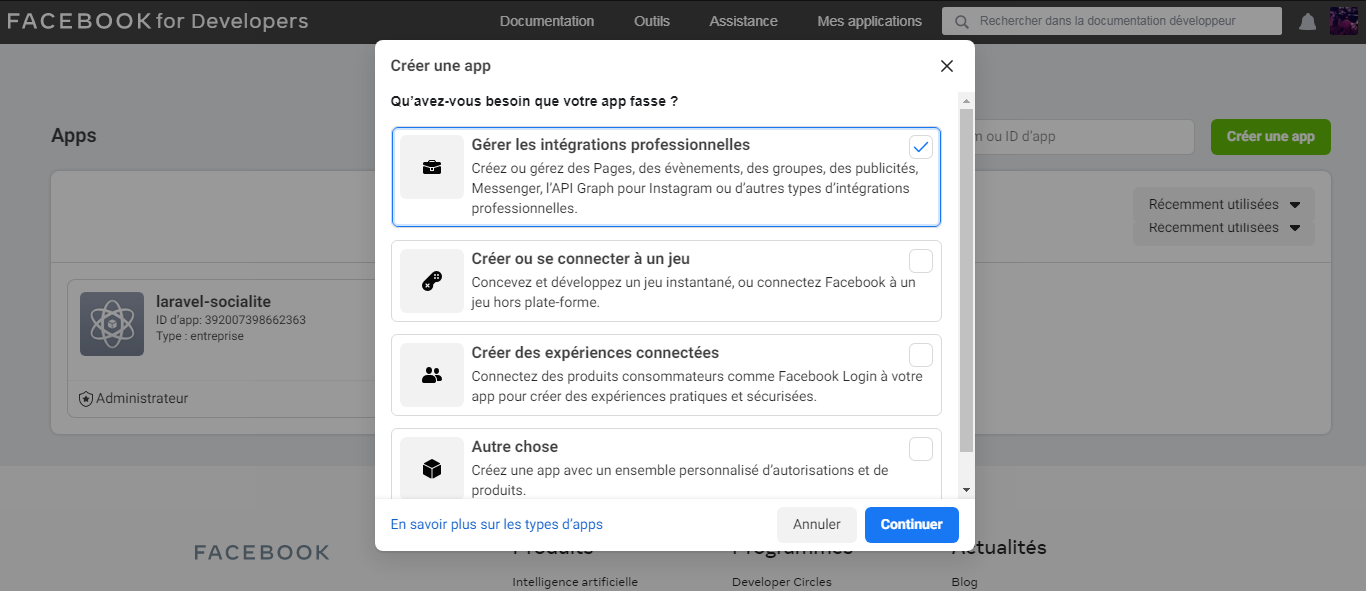 FACEBOOK for Developers
Documentation
Outils
Assistance
Mes applications
Rechercher dans la documentation développeur
Créer une app
Qu’avez-vous besoin que votre app fasse ?
Gérer les intégrations professionnelles
Créez ou gérez des Pages, des évènements, des groupes, des publicités,
Messenger, l’API Graph pour Instagram ou d’autres types d’intégrations
professionnelles.
Créer ou se connecter à un jeu
Concevez et développez un jeu instantané, ou connectez Facebook à un
jeu hors plate-forme.
Créer des expériences connectées
Connectez des produits consommateurs comme Facebook Login à votre
app pour créer des expériences pratiques et sécurisées.
Autre chose
Créez une app avec un ensemble personnalisé d’autorisations et de
produits.
En savoir plus sur les types d’apps
Annuler
Continuer
Apps
ou ID d’app
Créer une app
Récemment utilisées
Récemment utilisées
laravel-socialite
ID d’app: 392007398662363
Type : entreprise
Administrateur
FACEBOOK
Produits
Programmes
Actualités
Intelligence artificielle
Developer Circles
Blog